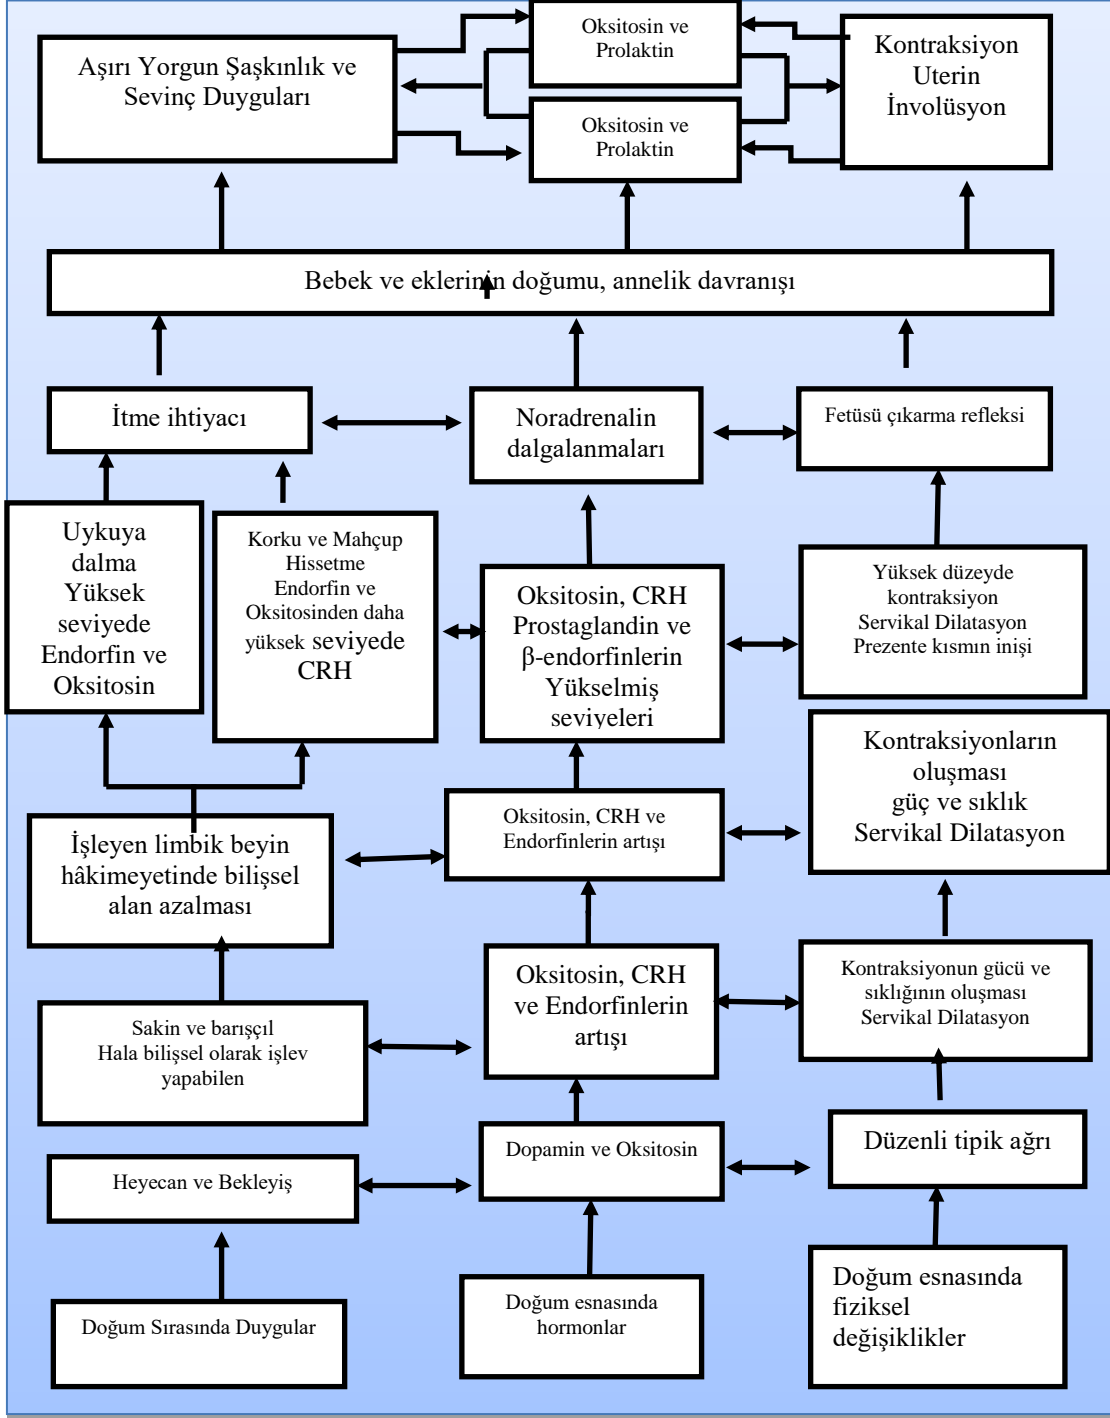 Oksitosin ve
Prolaktin
Aşırı Yorgun Şaşkınlık ve
Sevinç Duyguları
Kontraksiyon
Uterin
İnvolüsyon
Oksitosin ve
Prolaktin
Bebek ve eklerinin doğumu, annelik davranışı
İtme ihtiyacı
Noradrenalin
dalgalanmaları
Fetüsü çıkarma refleksi
Uykuya
dalma
Yüksek
seviyede
Endorfin ve
Oksitosin
Korku ve Mahçup
Hissetme
Endorfin ve
Oksitosinden daha
yüksek seviyede
CRH
Oksitosin, CRH
Prostaglandin ve
β-endorfinlerin
Yükselmiş
seviyeleri
Yüksek düzeyde
kontraksiyon
Servikal Dilatasyon
Prezente kısmın inişi
Kontraksiyonların
oluşması
güç ve sıklık
Servikal Dilatasyon
İşleyen limbik beyin
hâkimeyetinde bilişsel
alan azalması
Oksitosin, CRH ve
Endorfinlerin artışı
Oksitosin, CRH
ve Endorfinlerin
artışı
Kontraksiyonun gücü ve
sıklığının oluşması
Servikal Dilatasyon
Sakin ve barışçıl
Hala bilişsel olarak işlev
yapabilen
Dopamin ve Oksitosin
Düzenli tipik ağrı
Heyecan ve Bekleyiş
Doğum Sırasında Duygular
Doğum esnasında
hormonlar
Doğum esnasında
fiziksel
değişiklikler